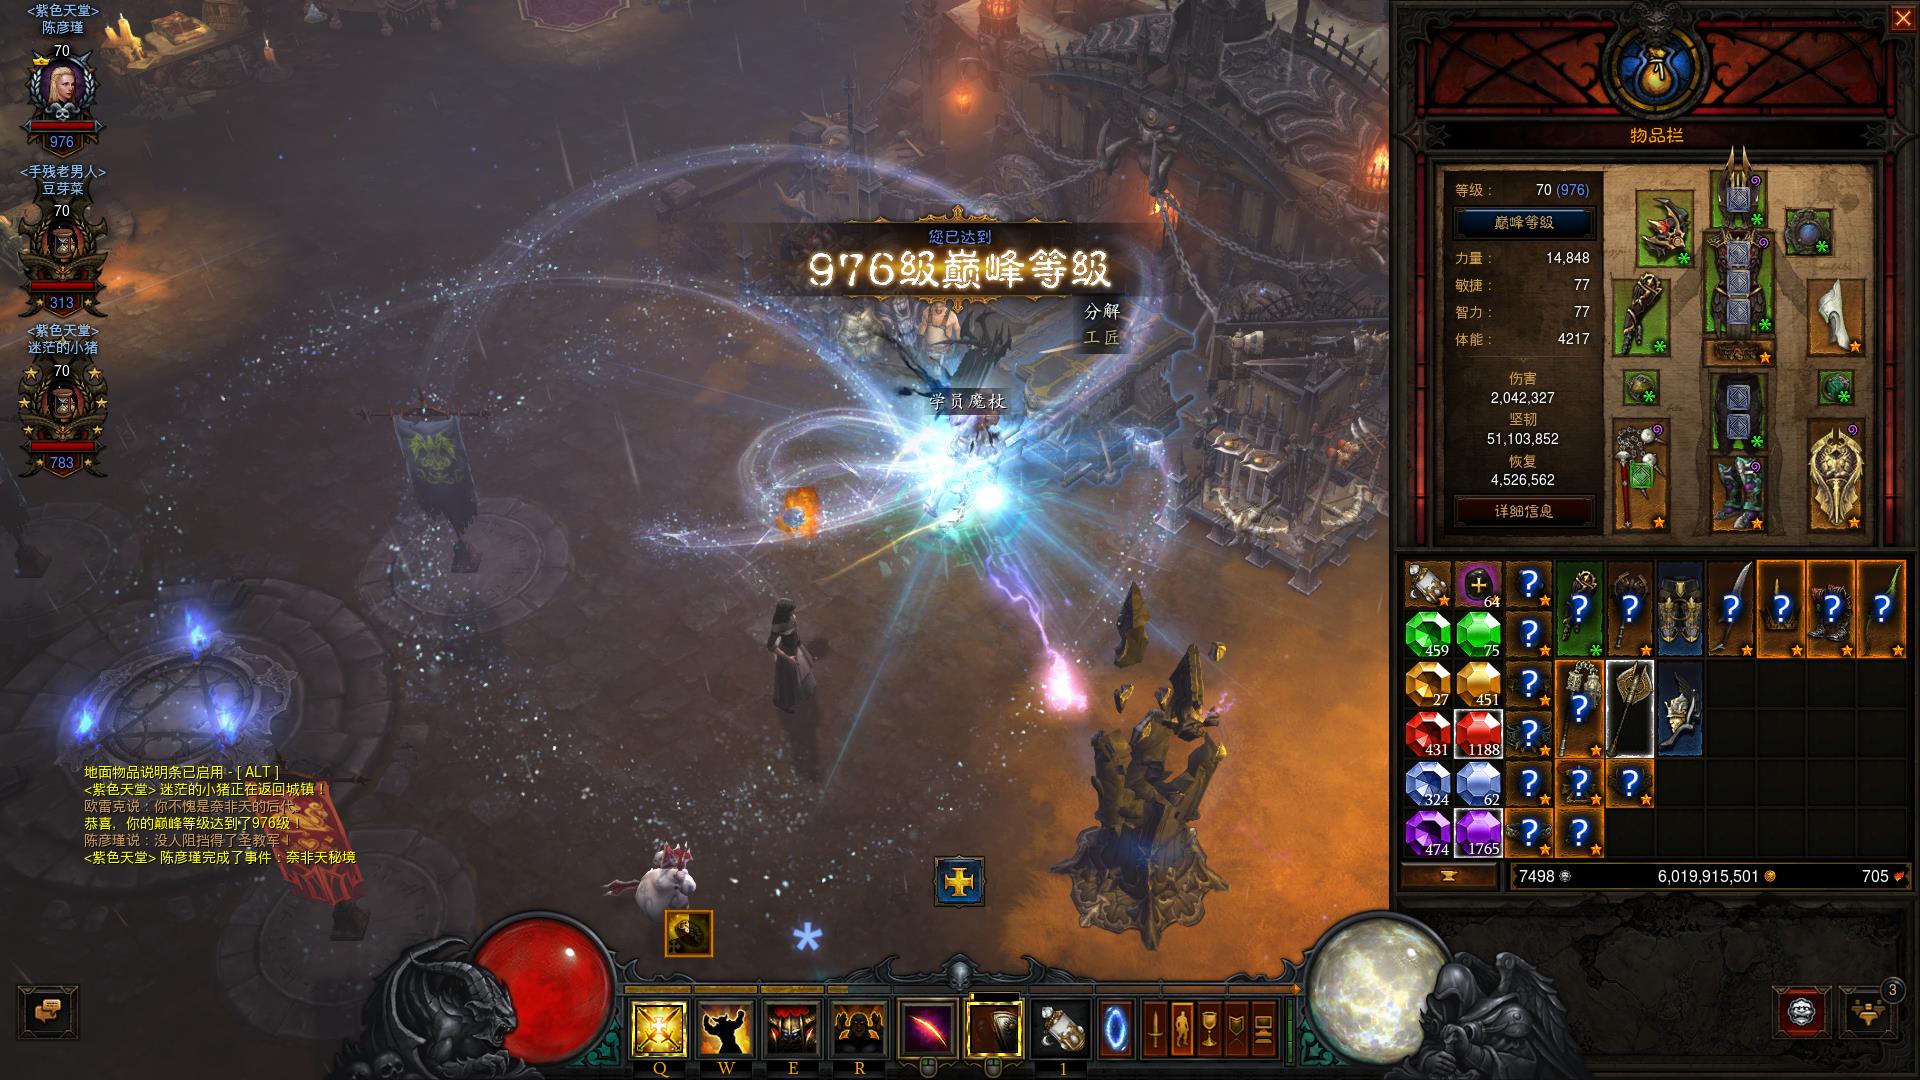 <紫色天堂>
陈彦瑾
70
976
<手残老男人>
豆芽菜
70
313
<紫色天堂>
迷茫的小猪
70
783
您已达到
976级巅峰等级
分解
工匠
学员魔杖
地面物品说明条已启用 - [ ALT ]
<紫色天堂> 迷茫的小猪正在返回城镇！
欧雷克说：你不愧是奈非天的后代。
恭喜，你的巅峰等级达到了976级！
陈彦瑾说：没人阻挡得了圣教军！
<紫色天堂> 陈彦瑾完成了事件：奈非天秘境
Q
W
E
R
1
物品栏
等级： 70 (976)
巅峰等级
力量： 14,848
敏捷： 77
智力： 77
体能： 4217
伤害
2,042,327
坚韧
51,103,852
恢复
4,526,562
详细信息
64
? ? ? ? ? ? ?
459 75 ?
27 451 ? ?
431 1188 ?
324 62 ? ? ?
474 1765 ? ?
7498 6,019,915,501 705
3